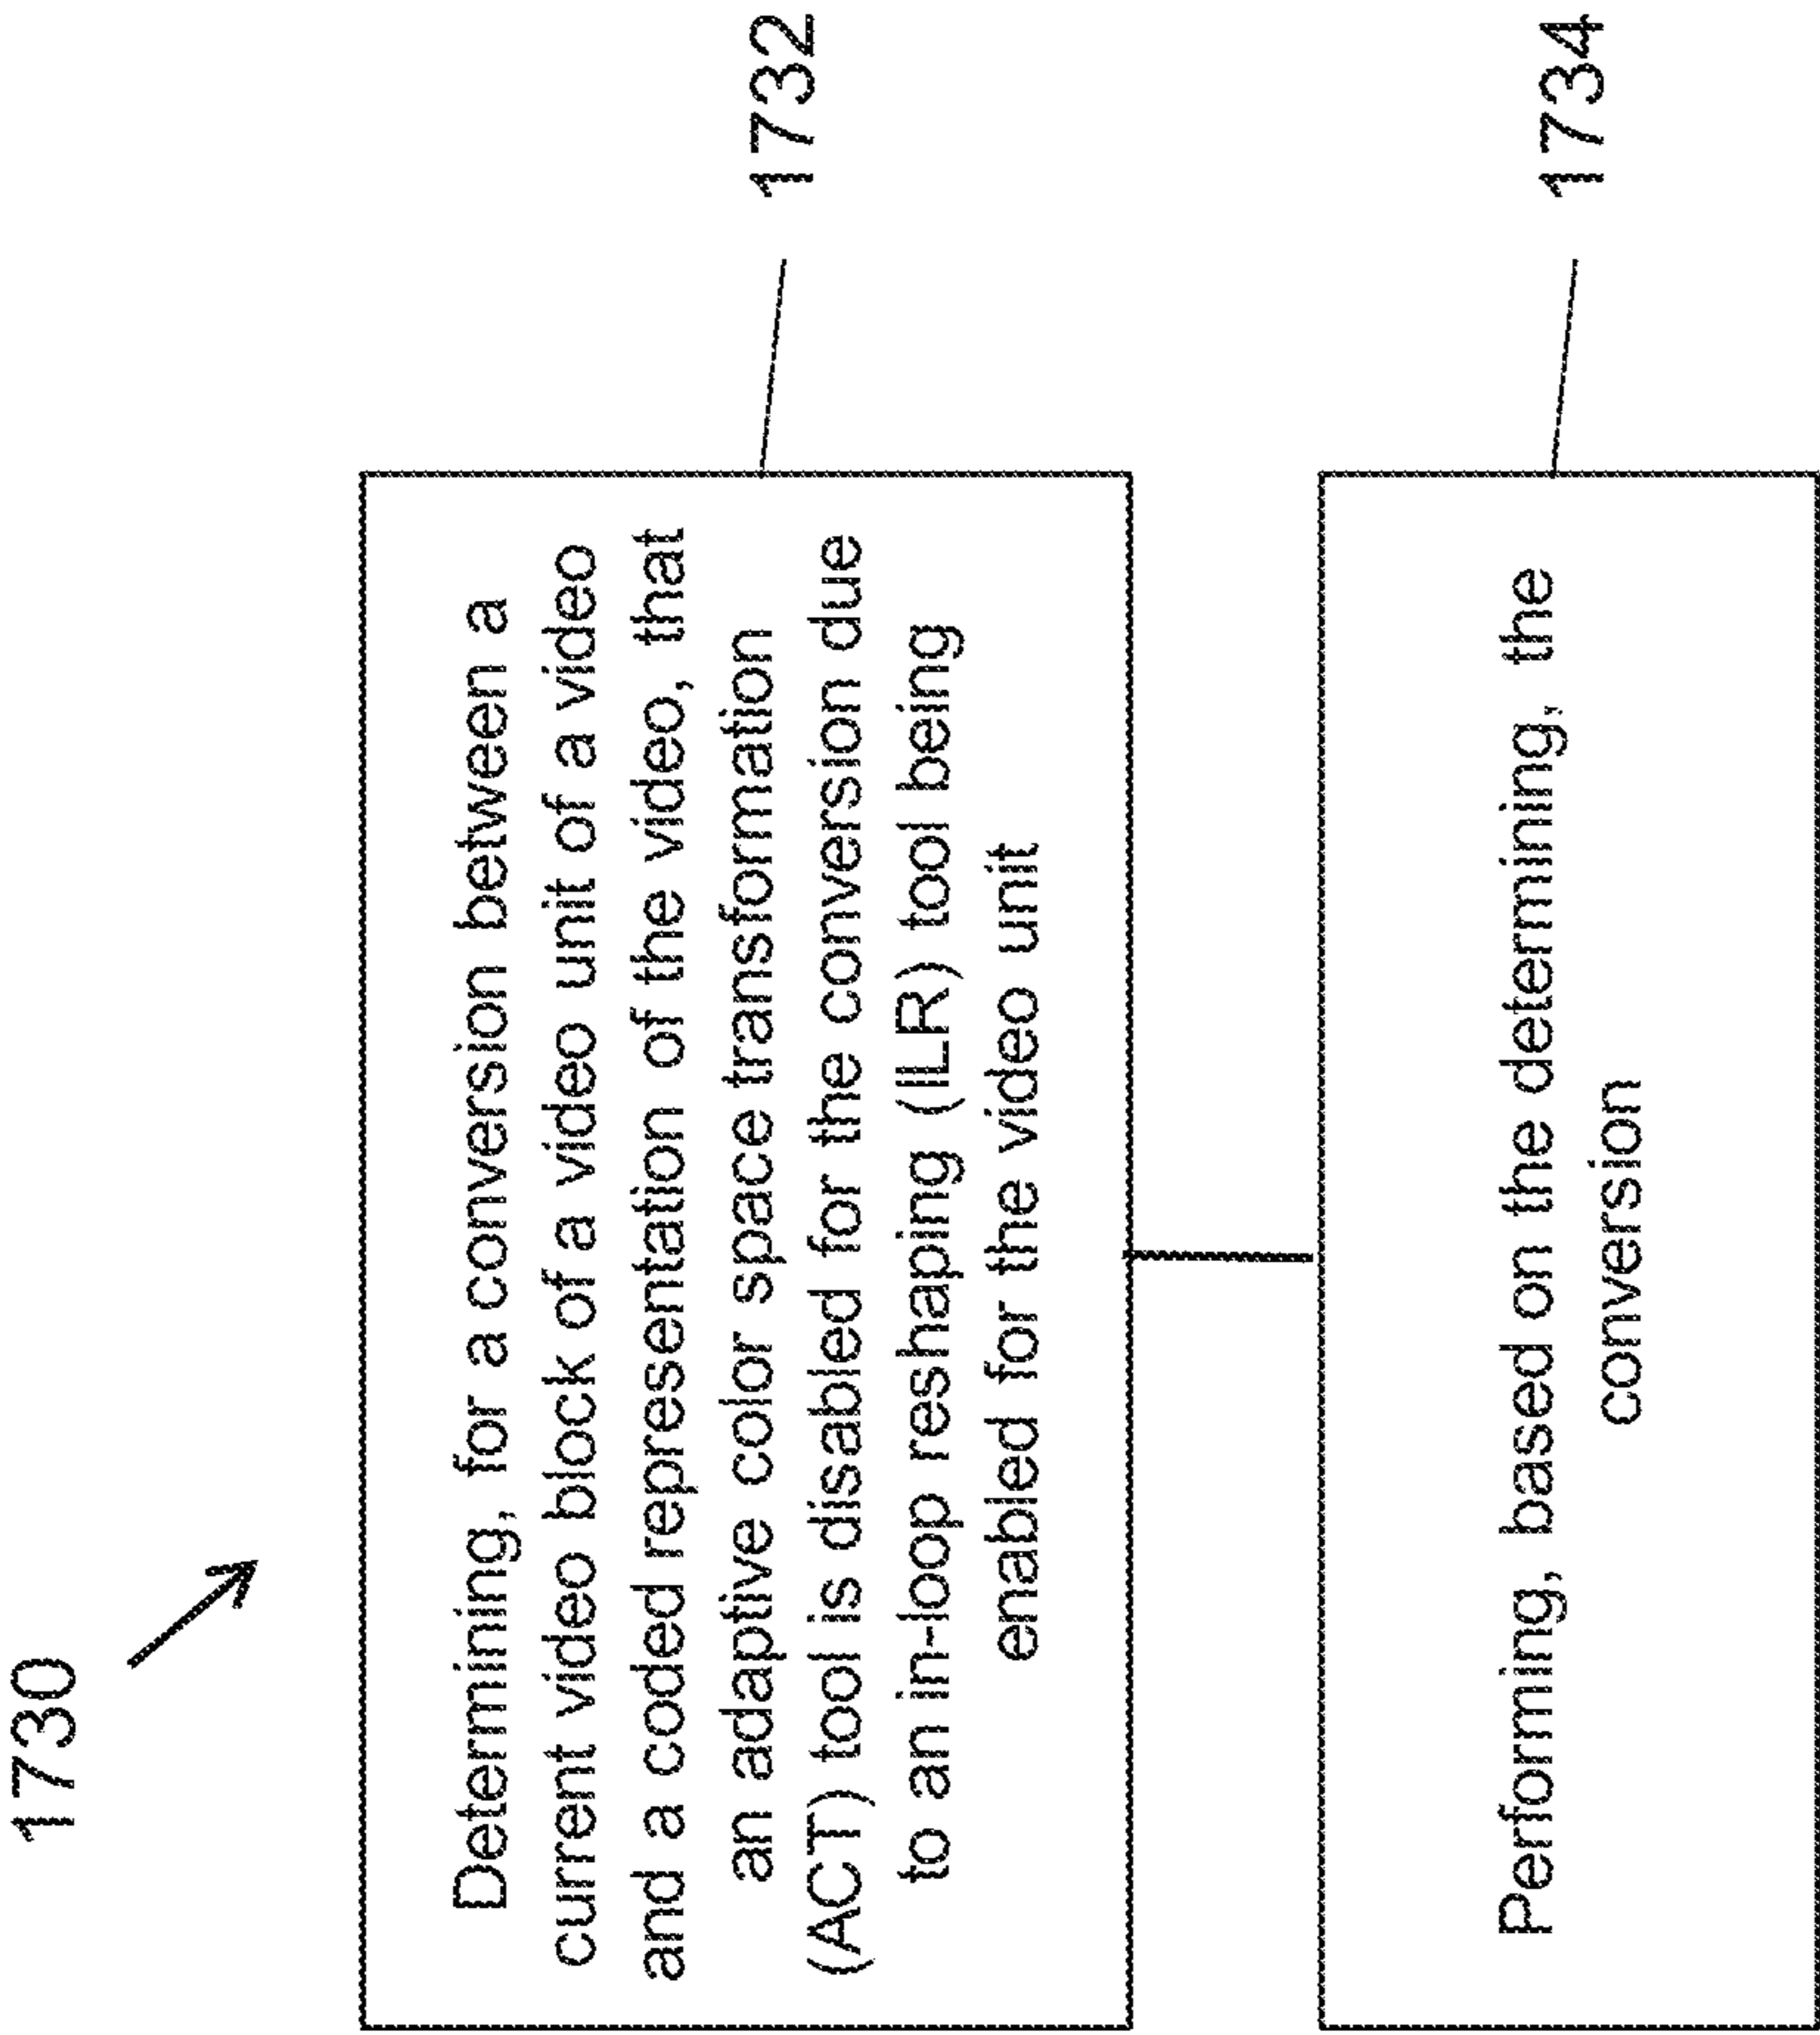 1730
Determining, for a conversion between a
current video block of a video unit of a video
and a coded representation of the video, that
an adaptive color space transformation
(ACT) tool is disabled for the conversion due
to an in-loop reshaping (ILR) tool being
enabled for the video unit
1732
Performing, based on the determining, the
conversion
1734